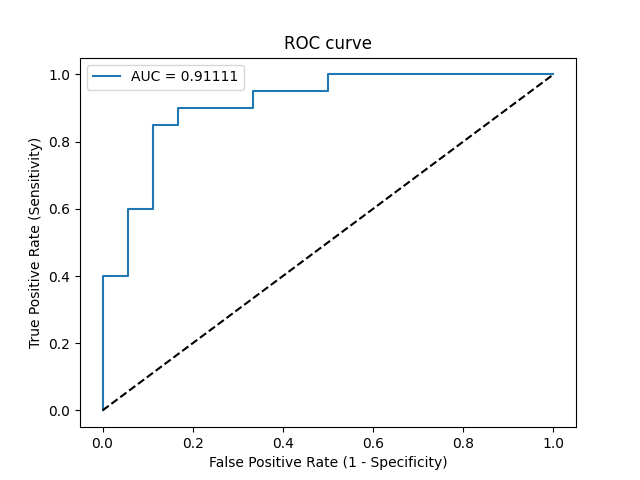 ROC curve
AUC = 0.91111
1.0
0.8
0.6
0.4
0.2
0.0
True Positive Rate (Sensitivity)
0.0 0.2 0.4 0.6 0.8 1.0
False Positive Rate (1 - Specificity)